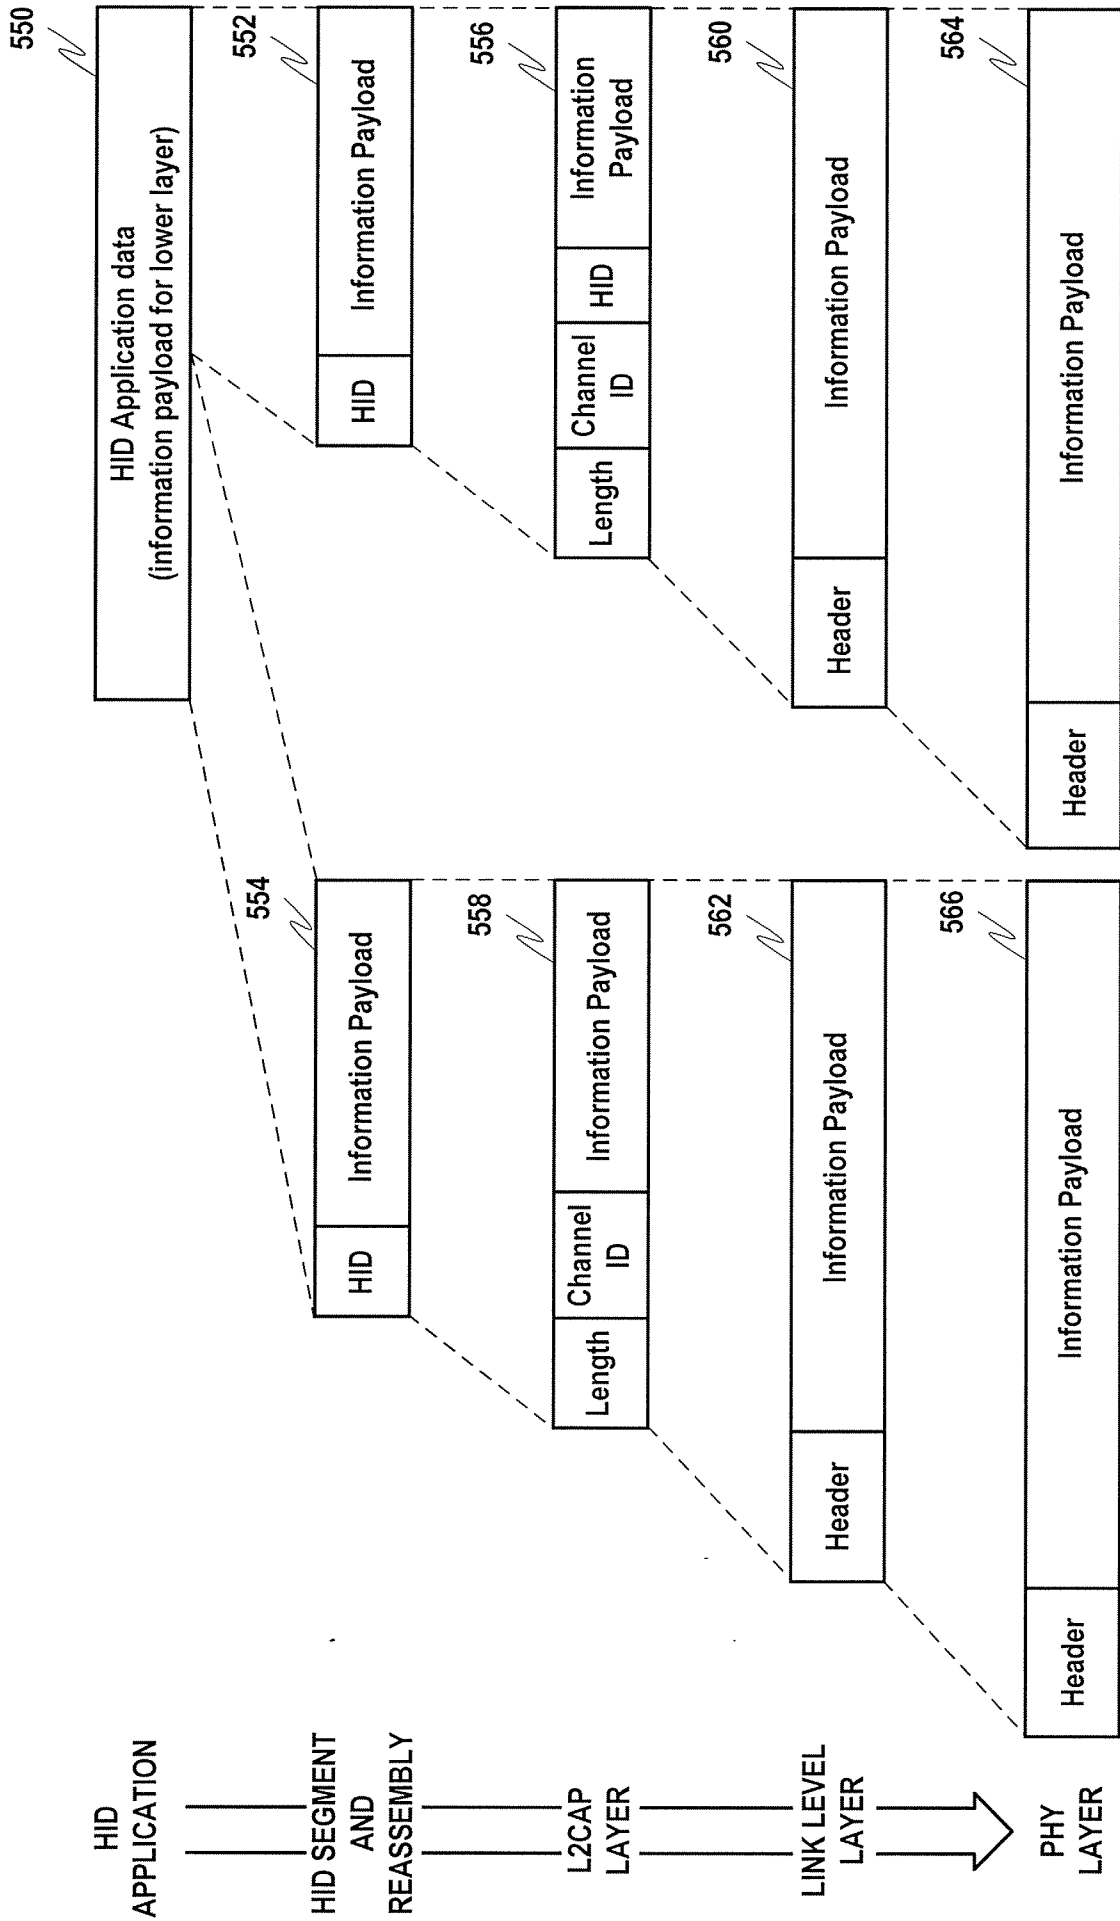 HID
APPLICATION
HID Application data
(information payload for lower layer)
550
HID SEGMENT
AND
REASSEMBLY
HID
Information Payload
554
HID
Information Payload
552
L2CAP
LAYER
Length
Channel
ID
Information Payload
558
Length
Channel
ID
HID
Information
Payload
556
LINK LEVEL
LAYER
Header
Information Payload
562
Header
Information Payload
560
PHY
LAYER
Header
Information Payload
566
Header
Information Payload
564